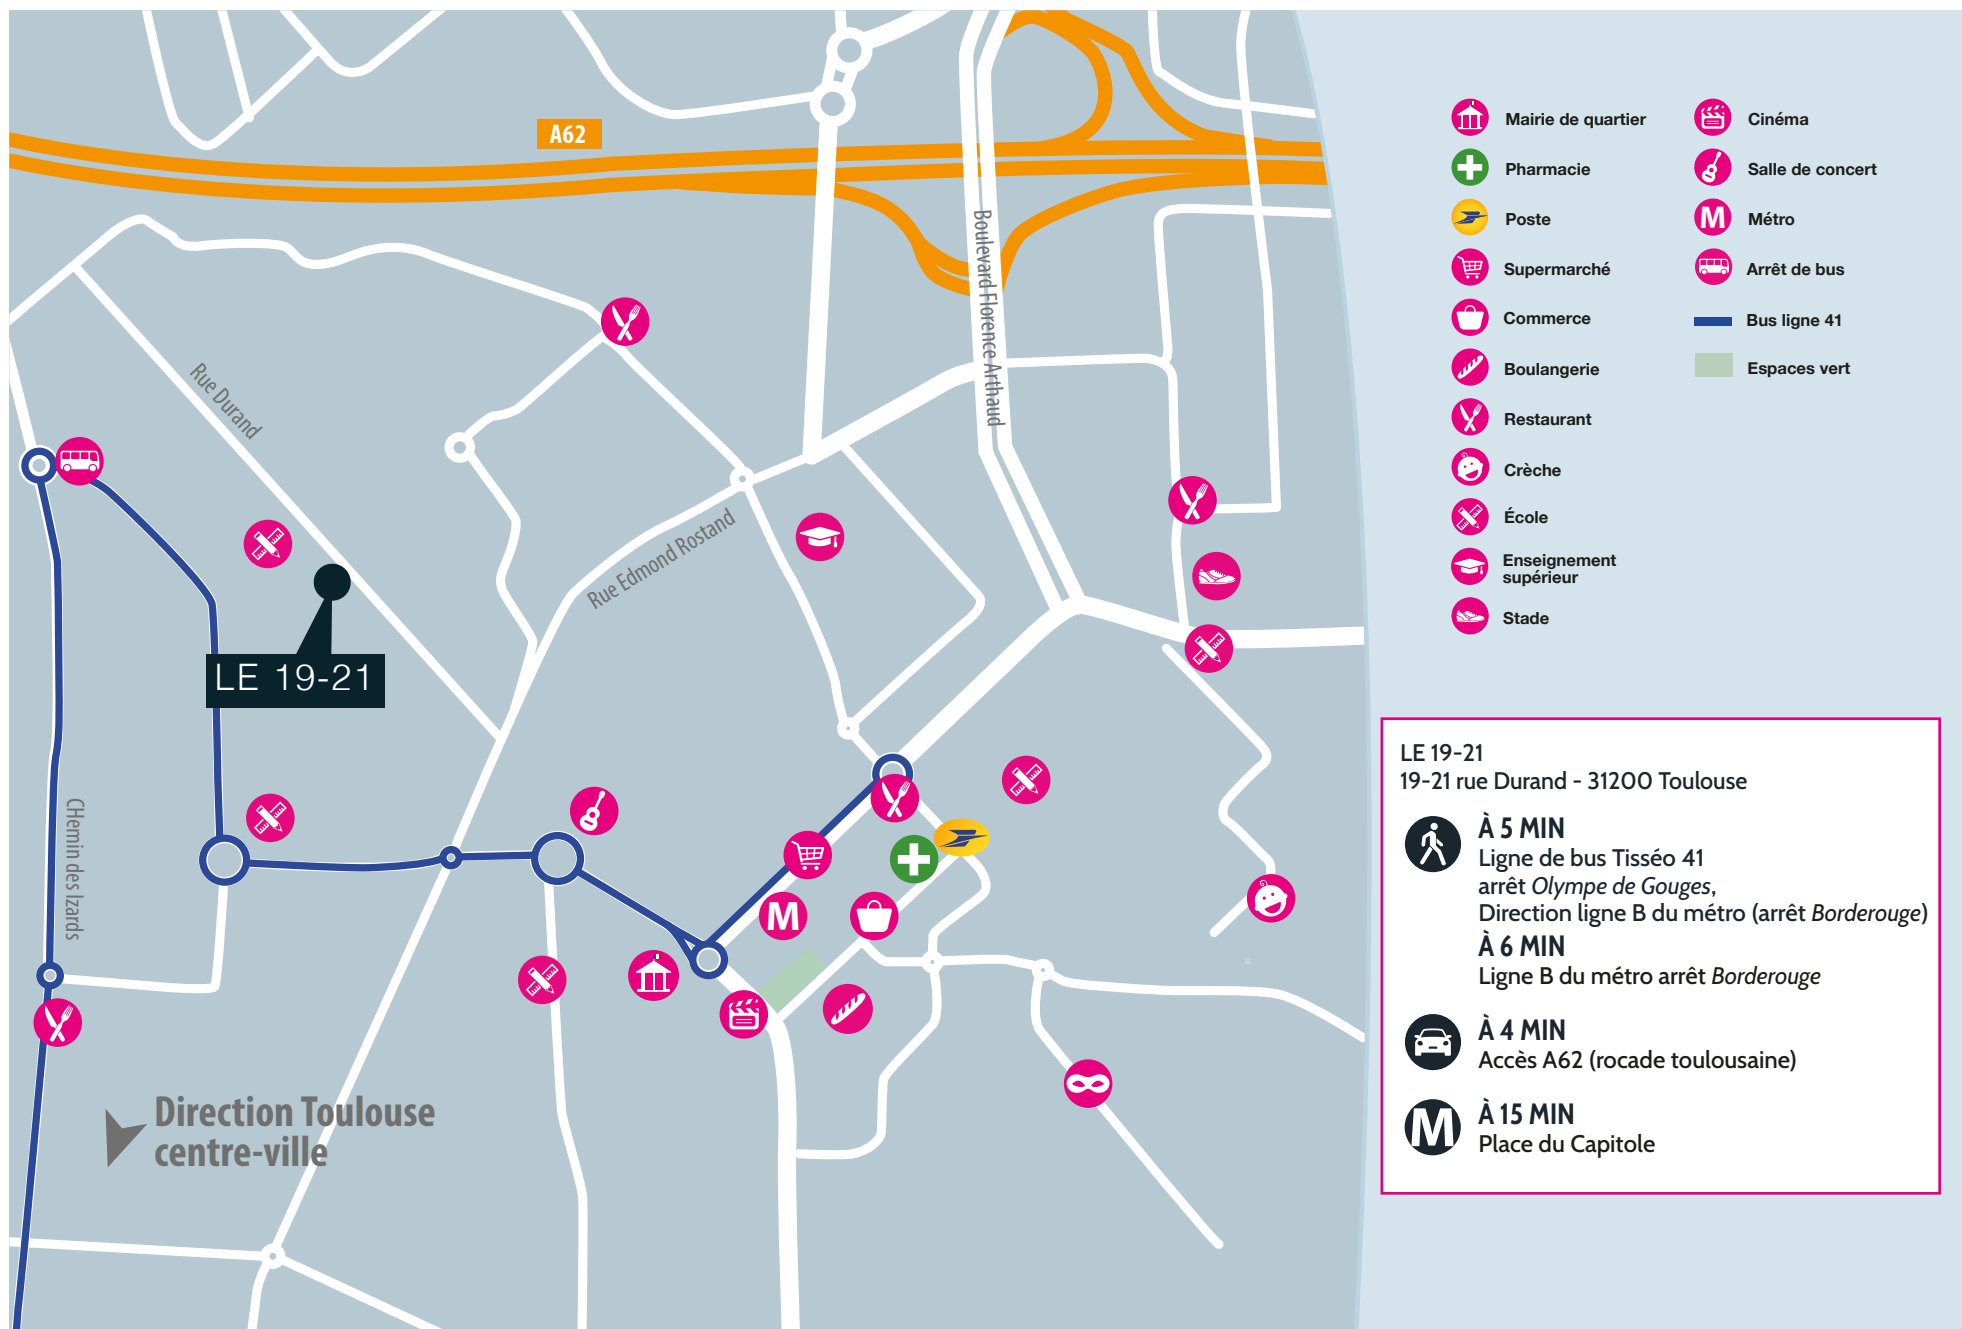 A62
Boulevard Florence Arthaud
Rue Durand
Rue Edmond Rostand
LE 19-21
CHemin des Izards
M
Direction Toulouse
centre-ville
Mairie de quartier
Pharmacie
Poste
Supermarché
Commerce
Boulangerie
Restaurant
Crèche
École
Enseignement
supérieur
Stade
Cinéma
Salle de concert
M Métro
Arrêt de bus
Bus ligne 41
Espaces vert
LE 19-21
19-21 rue Durand - 31200 Toulouse
À 5 MIN
Ligne de bus Tisséo 41
arrêt Olympe de Gouges,
Direction ligne B du métro (arrêt Borderouge)
À 6 MIN
Ligne B du métro arrêt Borderouge
À 4 MIN
Accès A62 (rocade toulousaine)
M
À 15 MIN
Place du Capitole